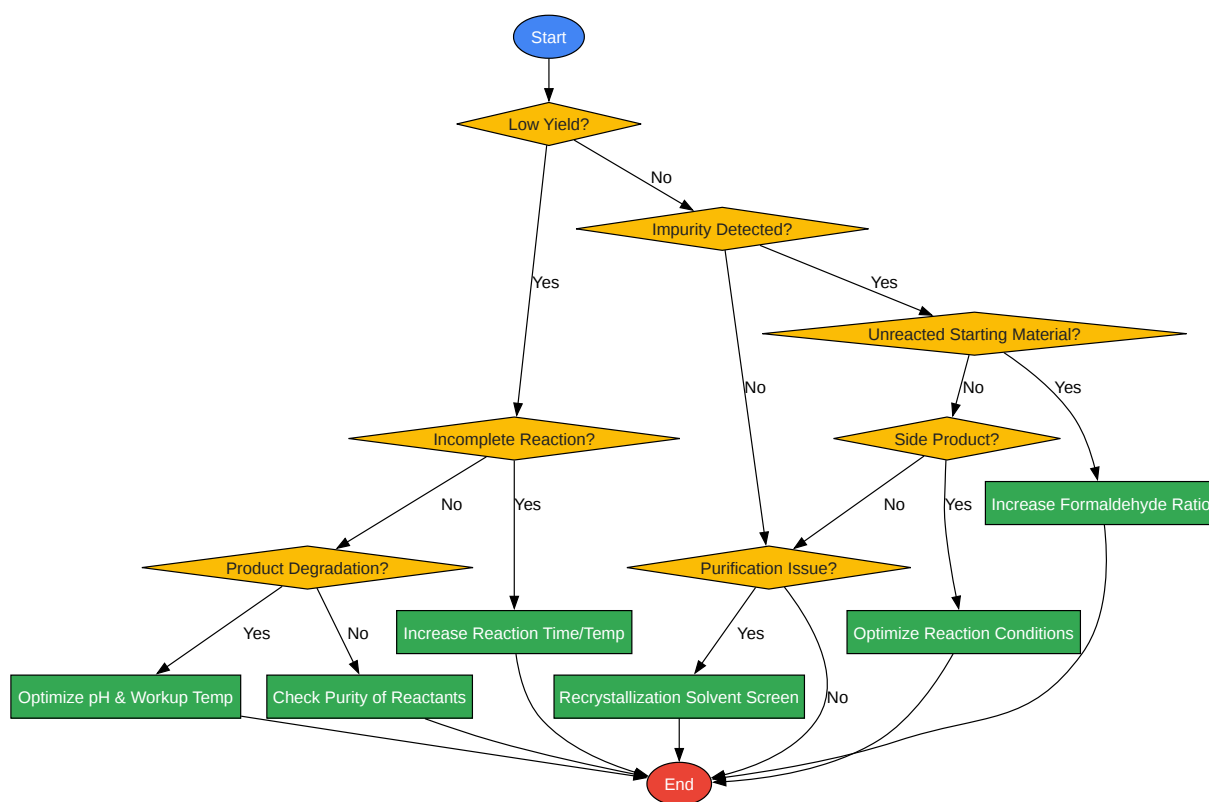 Start
Low Yield?
No
Impurity Detected?
Yes
Yes
Unreacted Starting Material?
No
No
Yes
Incomplete Reaction?
Side Product?
No
Yes
No
Yes
Increase Formaldehyde Ratio
Product Degradation?
Purification Issue?
Yes
No
Increase Reaction Time/Temp
Yes
Optimize Reaction Conditions
Optimize pH & Workup Temp
Check Purity of Reactants
Recrystallization Solvent Screen
No
End